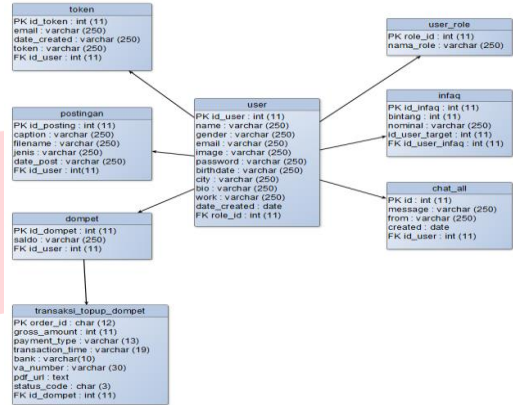 token
PK id_token : int (11)
email : varchar (250)
date_created : varchar (250)
token : varchar (250)
FK id_user : int (11)
user_role
PK role_id : int (11)
nama_role : varchar (250)
postingan
PK id_posting : int (11)
caption : varchar (250)
filename : varchar (250)
jenis : varchar (250)
date_post : varchar (250)
FK id_user : int(11)
user
PK id_user : int (11)
name : varchar (250)
gender : varchar (250)
email : varchar (250)
image : varchar (250)
password : varchar (250)
birthdate : varchar (250)
city : varchar (250)
bio : varchar (250)
work : varchar (250)
date_created : date
FK role_id : int (11)
infaq
PK id_infaq : int (11)
bintang : int (11)
nominal : varchar (250)
id_user_target : int (11)
FK id_user_infaq : int (11)
chat_all
PK id : int (11)
message : varchar (250)
from : varchar (250)
created : date
FK id_user : int (11)
dompet
PK id_dompet : int (11)
saldo : varchar (250)
FK id_user : int (11)
transaksi_topup_dompet
PK order_id : char (12)
gross_amount : int (11)
payment_type : varchar (13)
transaction_time : varchar (19)
bank : varchar(10)
va_number : varchar (30)
pdf_url : text
status_code : char (3)
FK id_dompet : int (11)